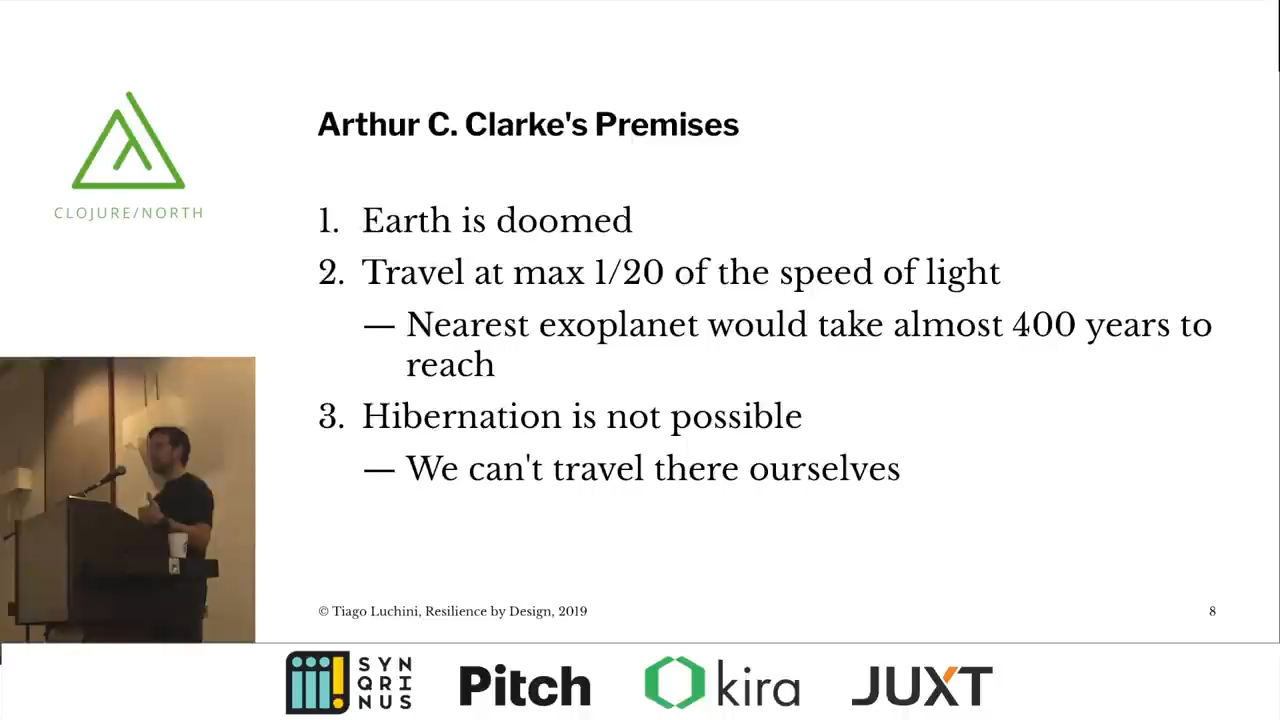 Arthur C. Clarke's Premises
CLOJURE/NORTH
1. Earth is doomed
2. Travel at max 1/20 of the speed of light
— Nearest exoplanet would take almost 400 years to
reach
3. Hibernation is not possible
— We can't travel there ourselves
© Tiago Luchini, Resilience by Design, 2019
8
SYN
QRI
NUS
Pitch
kira
JUXT